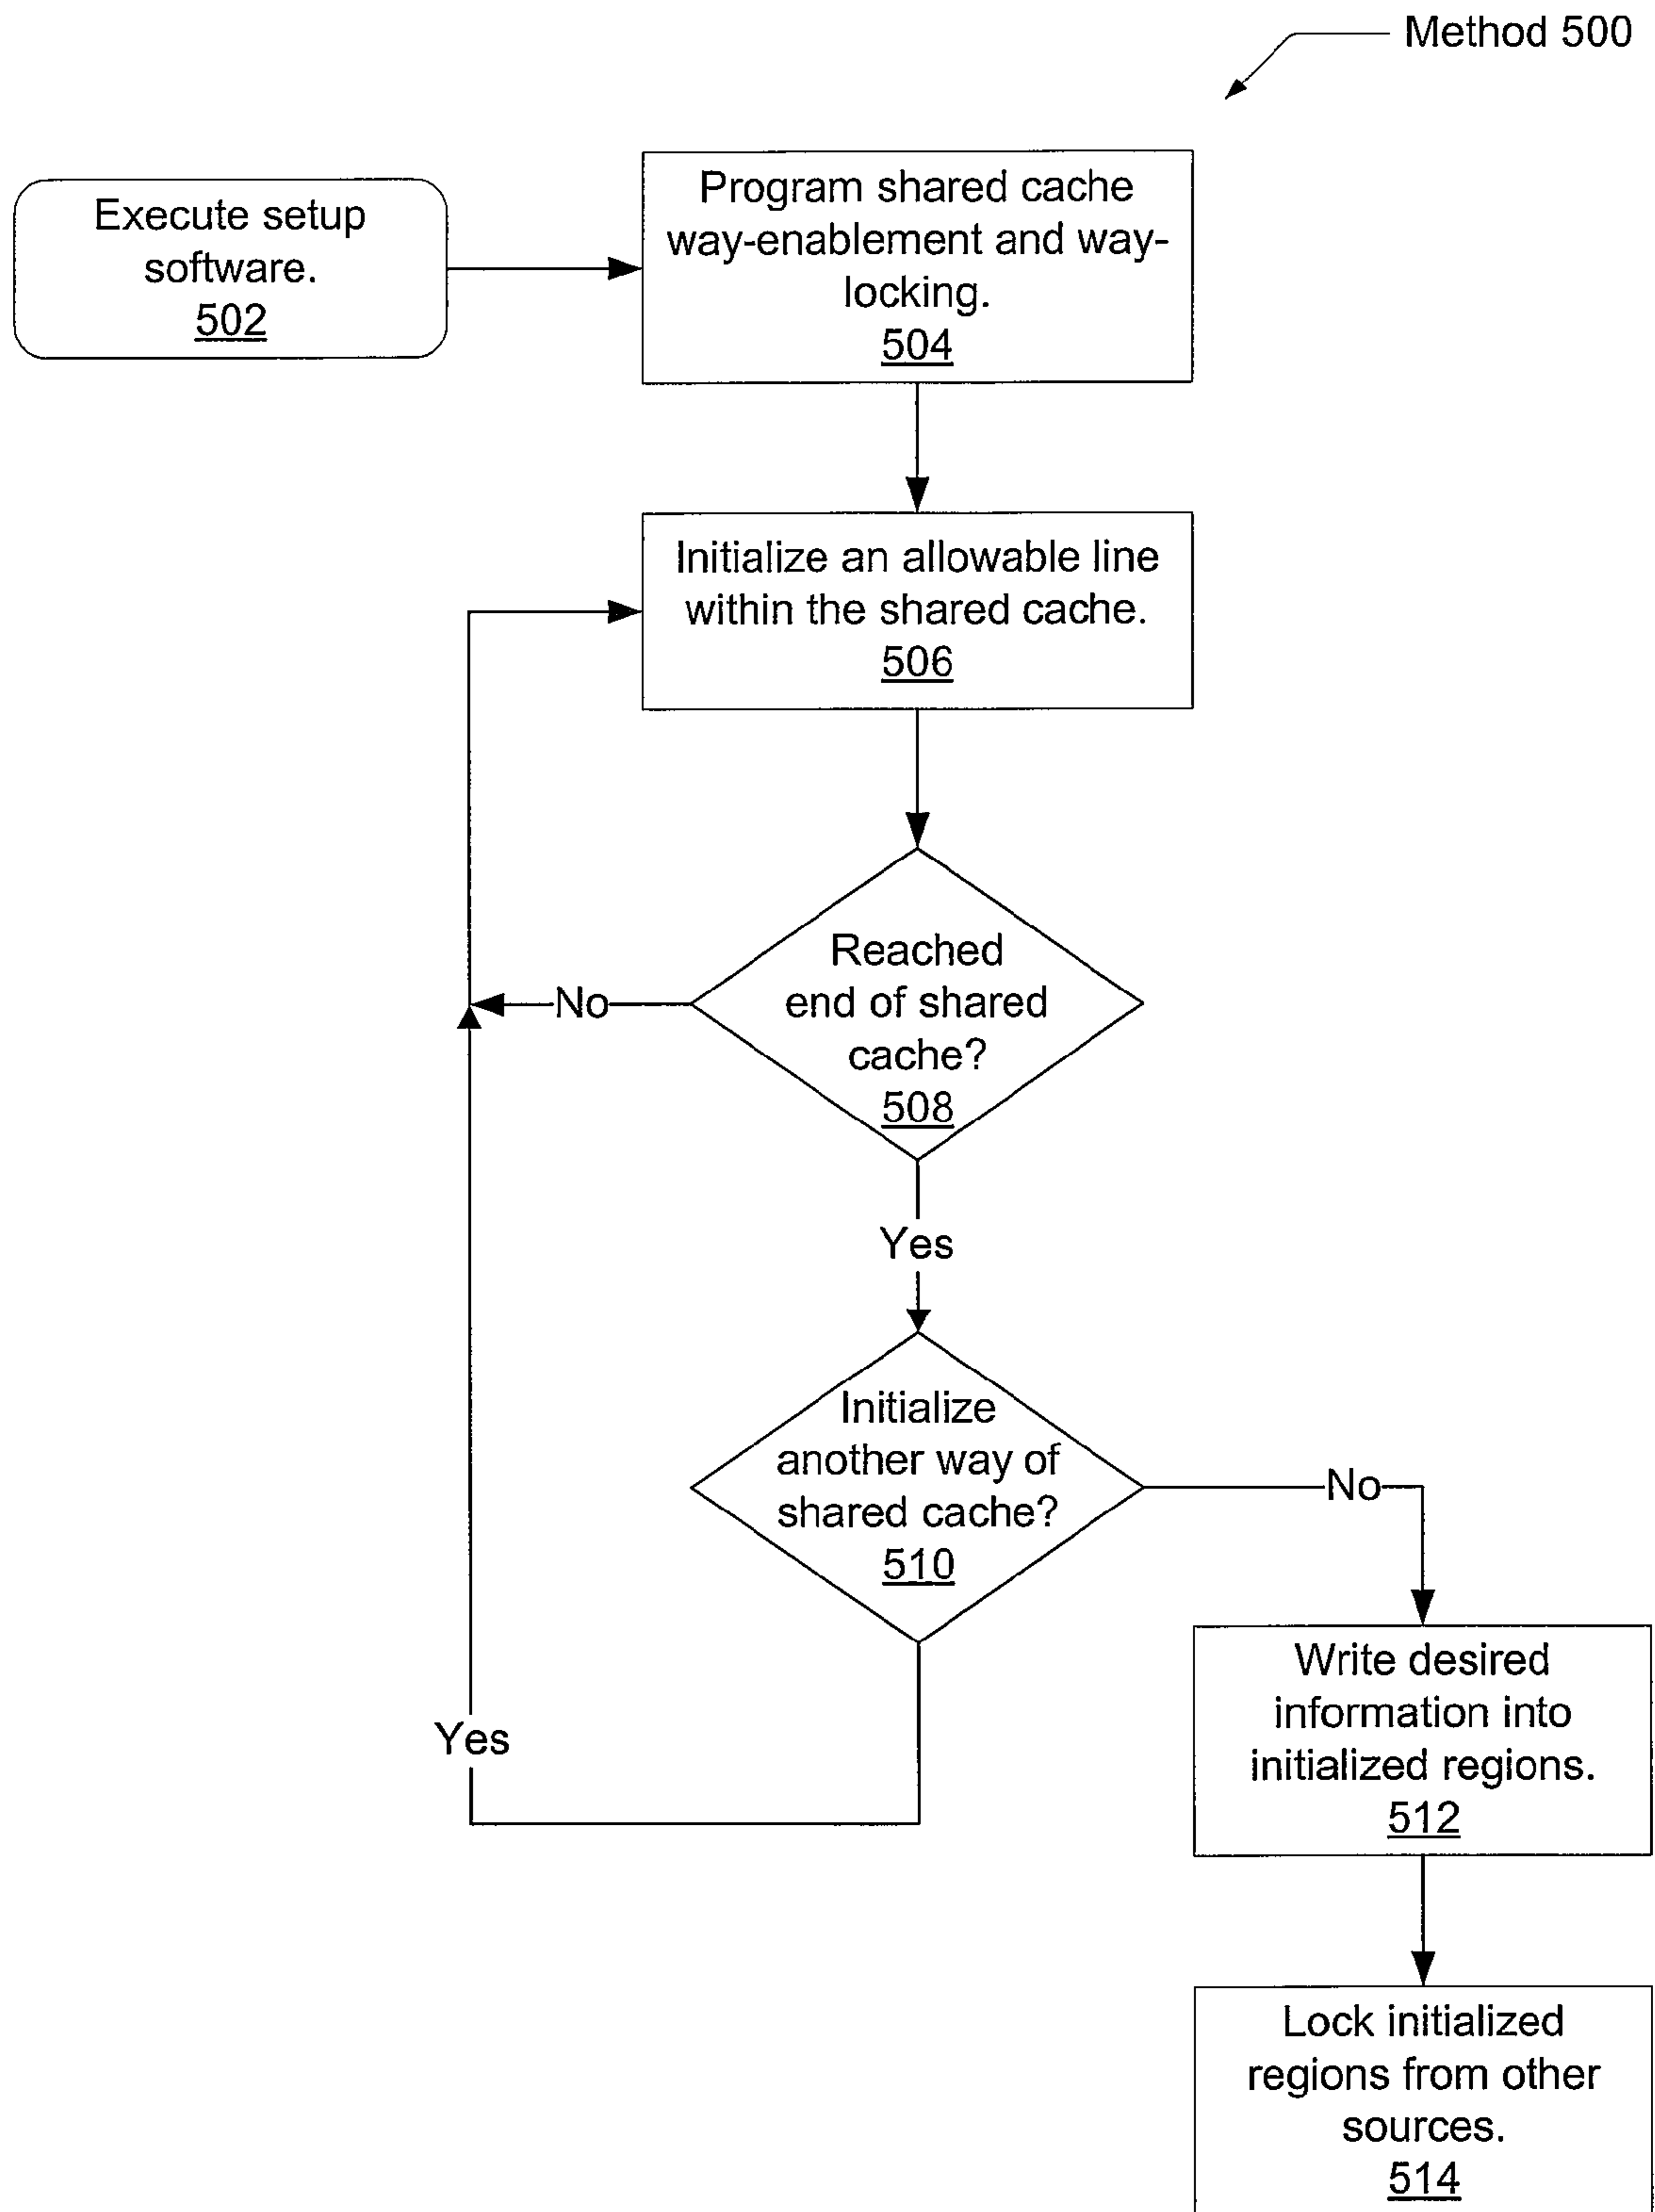 Method 500
Execute setup
software.
502
Program shared cache
way-enablement and way-
locking.
504
Initialize an allowable line
within the shared cache.
506
Reached
end of shared
cache?
508
No
Yes
Initialize
another way of
shared cache?
510
No
Yes
Write desired
information into
initialized regions.
512
Lock initialized
regions from other
sources.
514